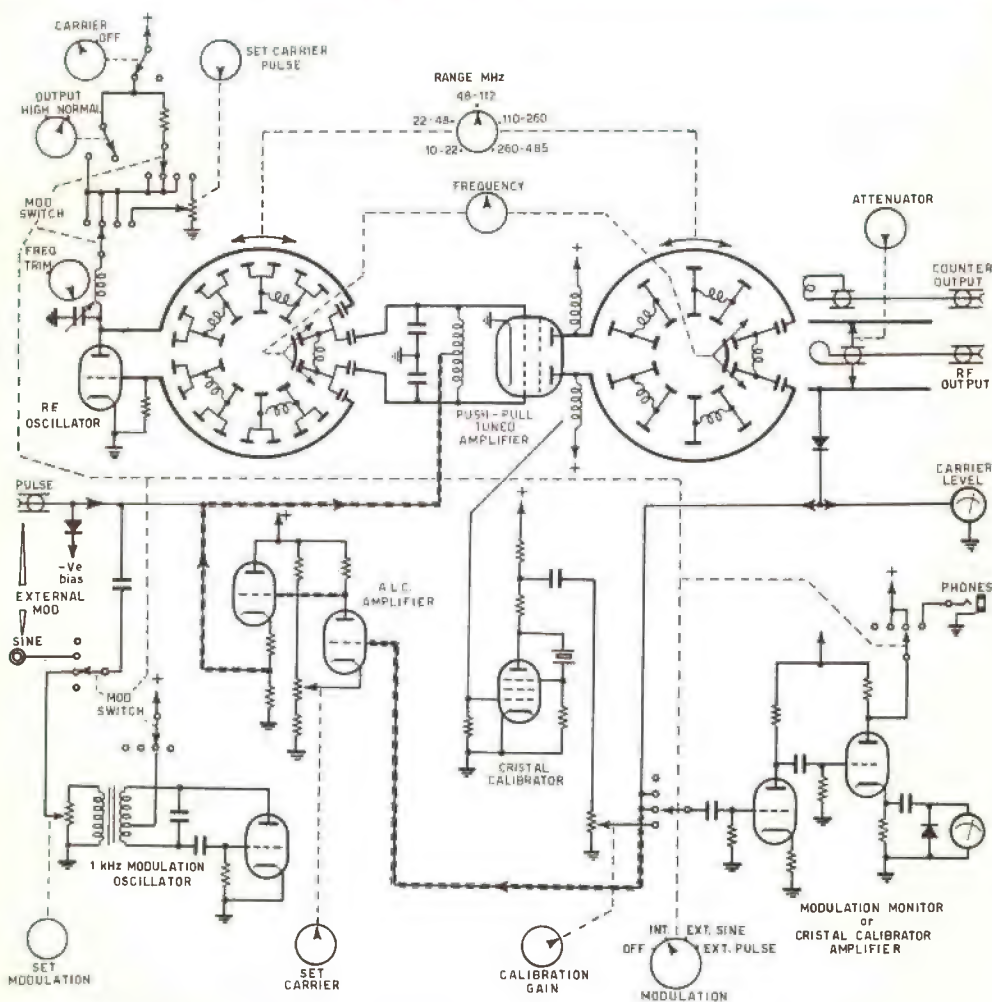 CARRIER
OFF
SET CARRIER
PULSE
OUTPUT
HIGH NORMAL
RANGE MHz
48-112
22-48
110-260
10-22
260-485
FREQUENCY
ATTENUATOR
MOD
SWITCH
FREQ
TRIM
COUNTER
OUTPUT
RF
OUTPUT
RF
OSCILLATOR
PUSH-PULL
TUNED
AMPLIFIER
PULSE
CARRIER
LEVEL
-Ve
bias
EXTERNAL
MOD
SINE
A.L.C.
AMPLIFIER
PHONES
MOD
SWITCH
CRISTAL
CALIBRATOR
1 kHz MODULATION
OSCILLATOR
MODULATION MONITOR
or
CRISTAL CALIBRATOR
AMPLIFIER
SET
MODULATION
SET
CARRIER
CALIBRATION
GAIN
INT.
EXT. SINE
OFF
EXT. PULSE
MODULATION